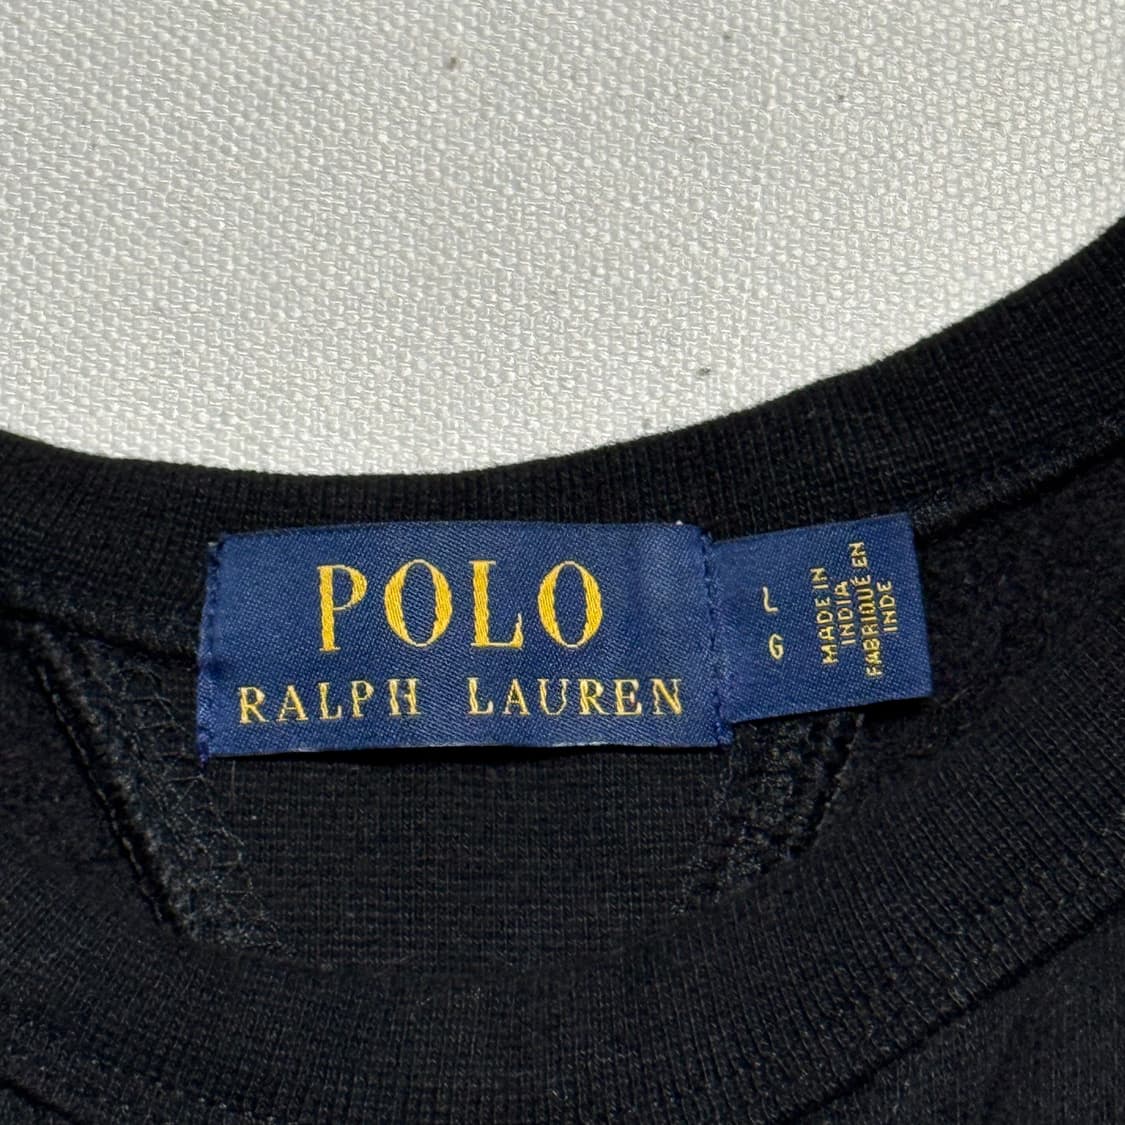 POLO
RALPH LAUREN
L
G
MADE IN
INDIA
FABRIQUÉ EN
INDE